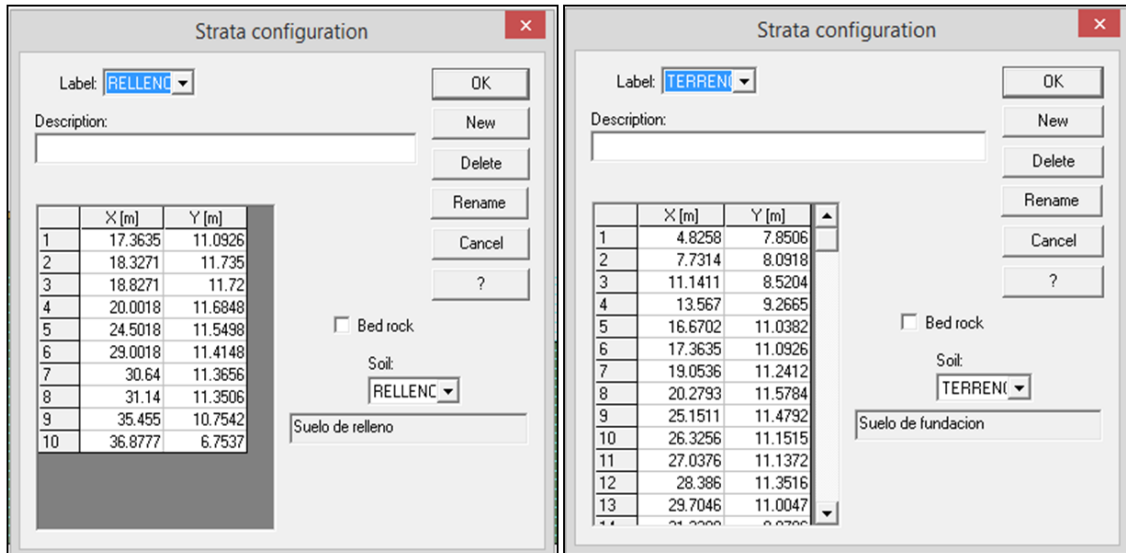 Strata configuration
×
Label: RELLENC
OK
Description:
New
Delete
Rename
X [m] Y [m]
1 17.3635 11.0926
Cancel
2 18.3271 11.735
3 18.8271 11.72
?
4 20.0018 11.6848
5 24.5018 11.5498
Bed rock
6 29.0018 11.4148
7 30.64 11.3656
Soil:
8 31.14 11.3506
RELLENC
9 35.455 10.7542
10 36.8777 6.7537
Suelo de relleno
Strata configuration
×
Label: TERREN(
OK
Description:
New
Delete
Rename
X [m] Y [m]
1 4.8258 7.8506
Cancel
2 7.7314 8.0918
3 11.1411 8.5204
?
4 13.567 9.2665
5 16.6702 11.0382
Bed rock
6 17.3635 11.0926
7 19.0536 11.2412
Soil:
8 20.2793 11.5784
TERREN(
9 25.1511 11.4792
10 26.3256 11.1515
Suelo de fundacion
11 27.0376 11.1372
12 28.386 11.3516
13 29.7046 11.0047